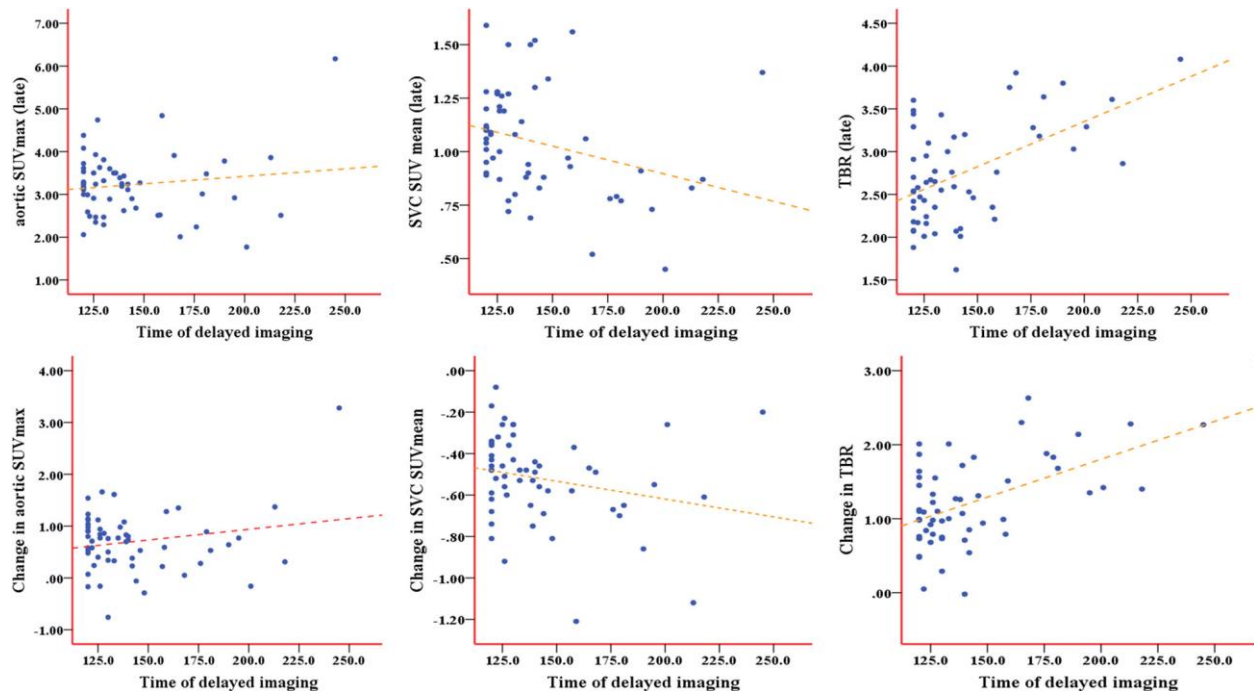 aortic SUVmax (late)
7.00
6.00
5.00
4.00
3.00
2.00
1.00
125.0 150.0 175.0 200.0 225.0 250.0
Time of delayed imaging
SVC SUV mean (late)
1.50
1.25
1.00
.75
.50
125.0 150.0 175.0 200.0 225.0 250.0
Time of delayed imaging
TBR (late)
4.50
4.00
3.50
3.00
2.50
2.00
1.50
125.0 150.0 175.0 200.0 225.0 250.0
Time of delayed imaging
Change in aortic SUVmax
4.00
3.00
2.00
1.00
.00
-1.00
125.0 150.0 175.0 200.0 225.0 250.0
Time of delayed imaging
Change in SVC SUVmean
.00
-.20
-.40
-.60
-.80
-1.00
-1.20
125.0 150.0 175.0 200.0 225.0 250.0
Time of delayed imaging
Change in TBR
3.00
2.00
1.00
.00
125.0 150.0 175.0 200.0 225.0 250.0
Time of delayed imaging